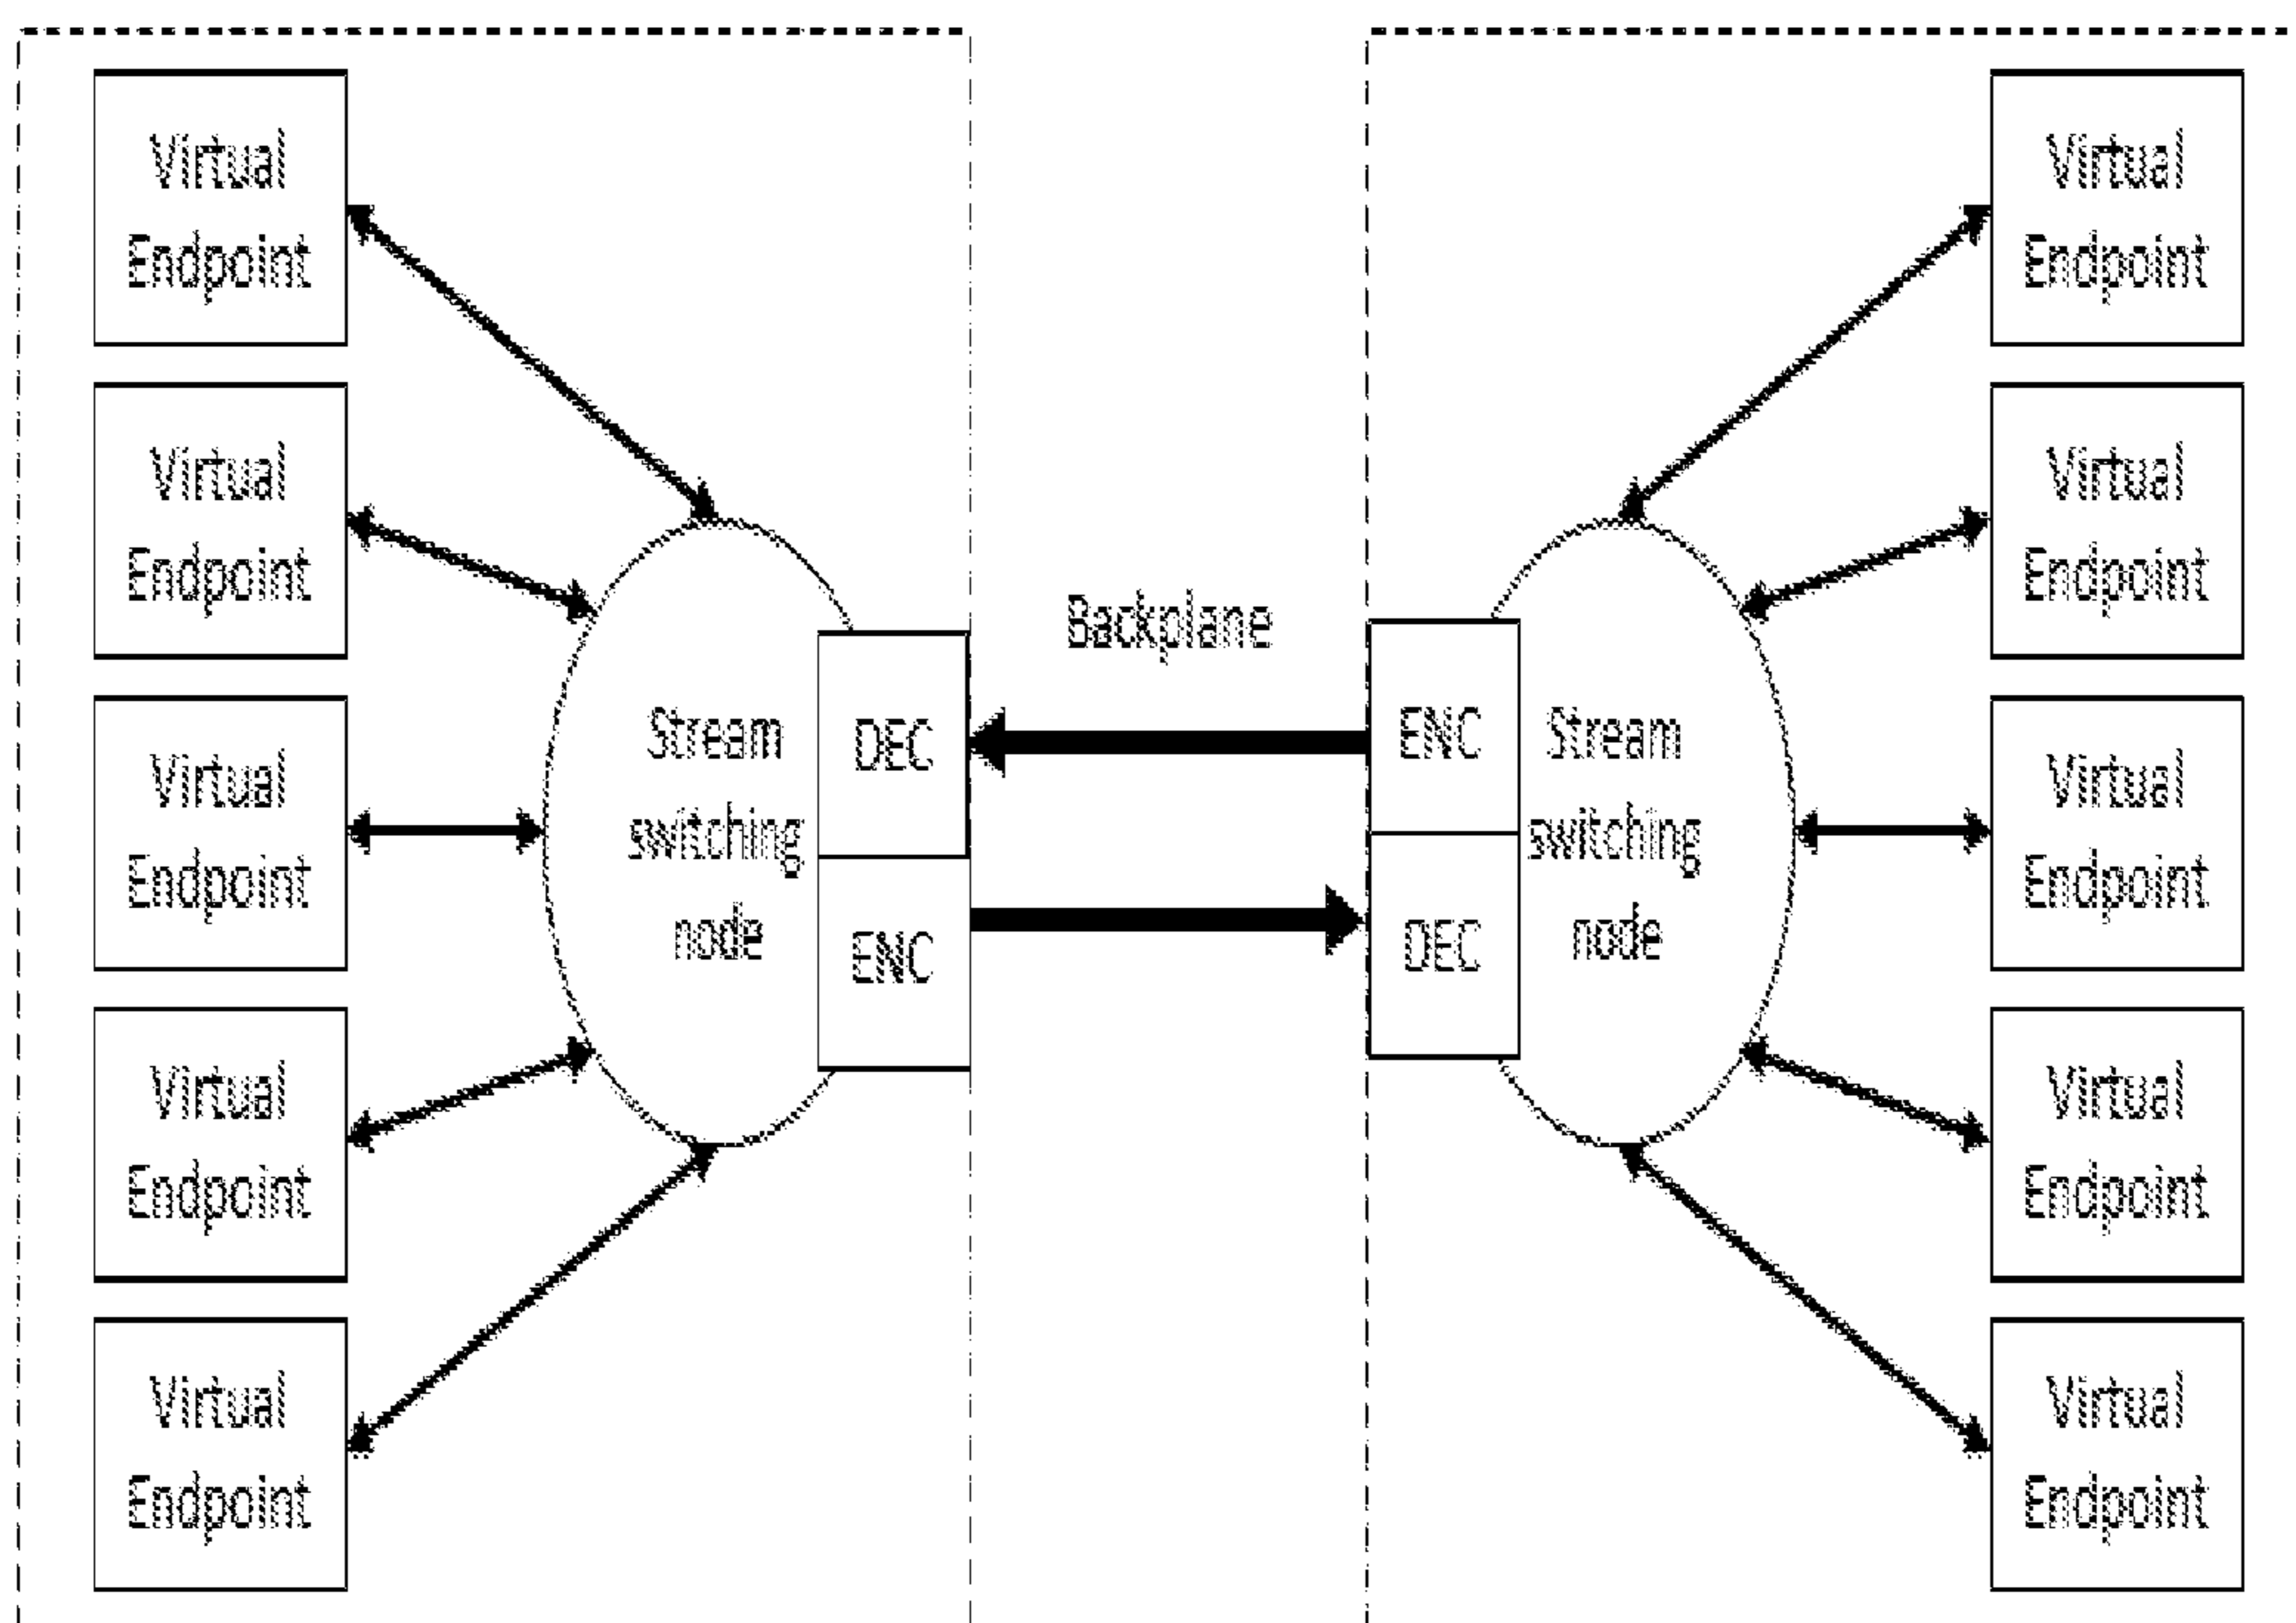 Virtual
Endpoint
Virtual
Endpoint
Virtual
Endpoint
Virtual
Endpoint
Virtual
Endpoint
Stream
switching
node
DEC
ENC
Backplane
ENC
DEC
Stream
switching
node
Virtual
Endpoint
Virtual
Endpoint
Virtual
Endpoint
Virtual
Endpoint
Virtual
Endpoint